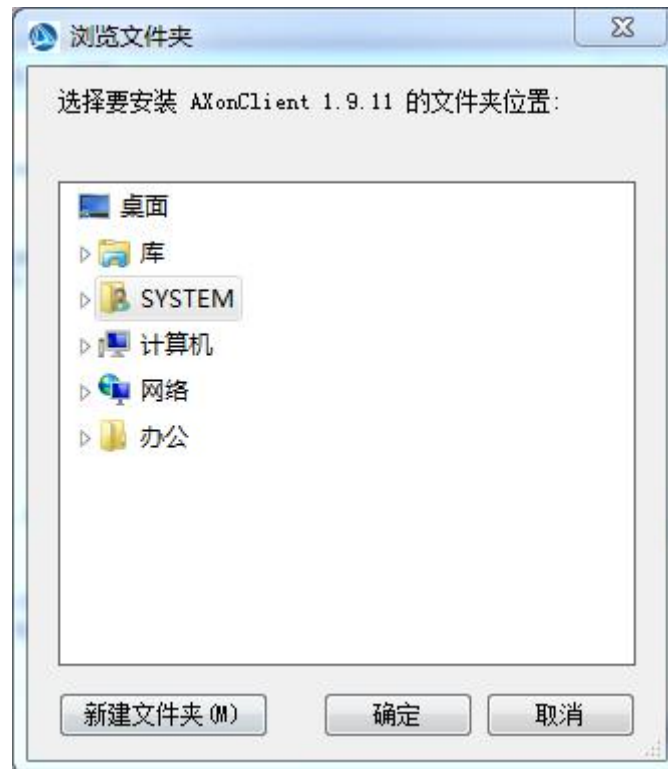 浏览文件夹
选择要安装 AXonClient 1.9.11 的文件夹位置:
桌面
库
SYSTEM
计算机
网络
办公
新建文件夹(M) 确定 取消